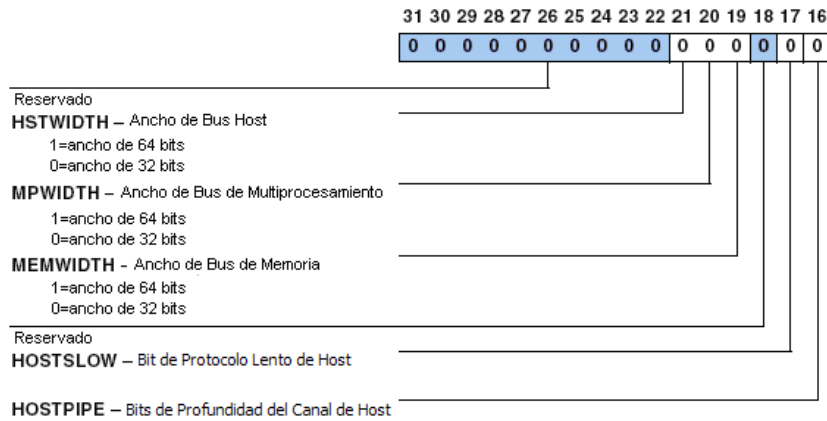 31 30 29 28 27 26 25 24 23 22 21 20 19 18 17 16
0 0 0 0 0 0 0 0 0 0 0 0 0 0 0 0
Reservado
HSTWIDTH – Ancho de Bus Host
1=ancho de 64 bits
0=ancho de 32 bits
MPWIDTH – Ancho de Bus de Multiprocesamiento
1=ancho de 64 bits
0=ancho de 32 bits
MEMWIDTH - Ancho de Bus de Memoria
1=ancho de 64 bits
0=ancho de 32 bits
Reservado
HOSTSLOW – Bit de Protocolo Lento de Host
HOSTPIPE – Bits de Profundidad del Canal de Host